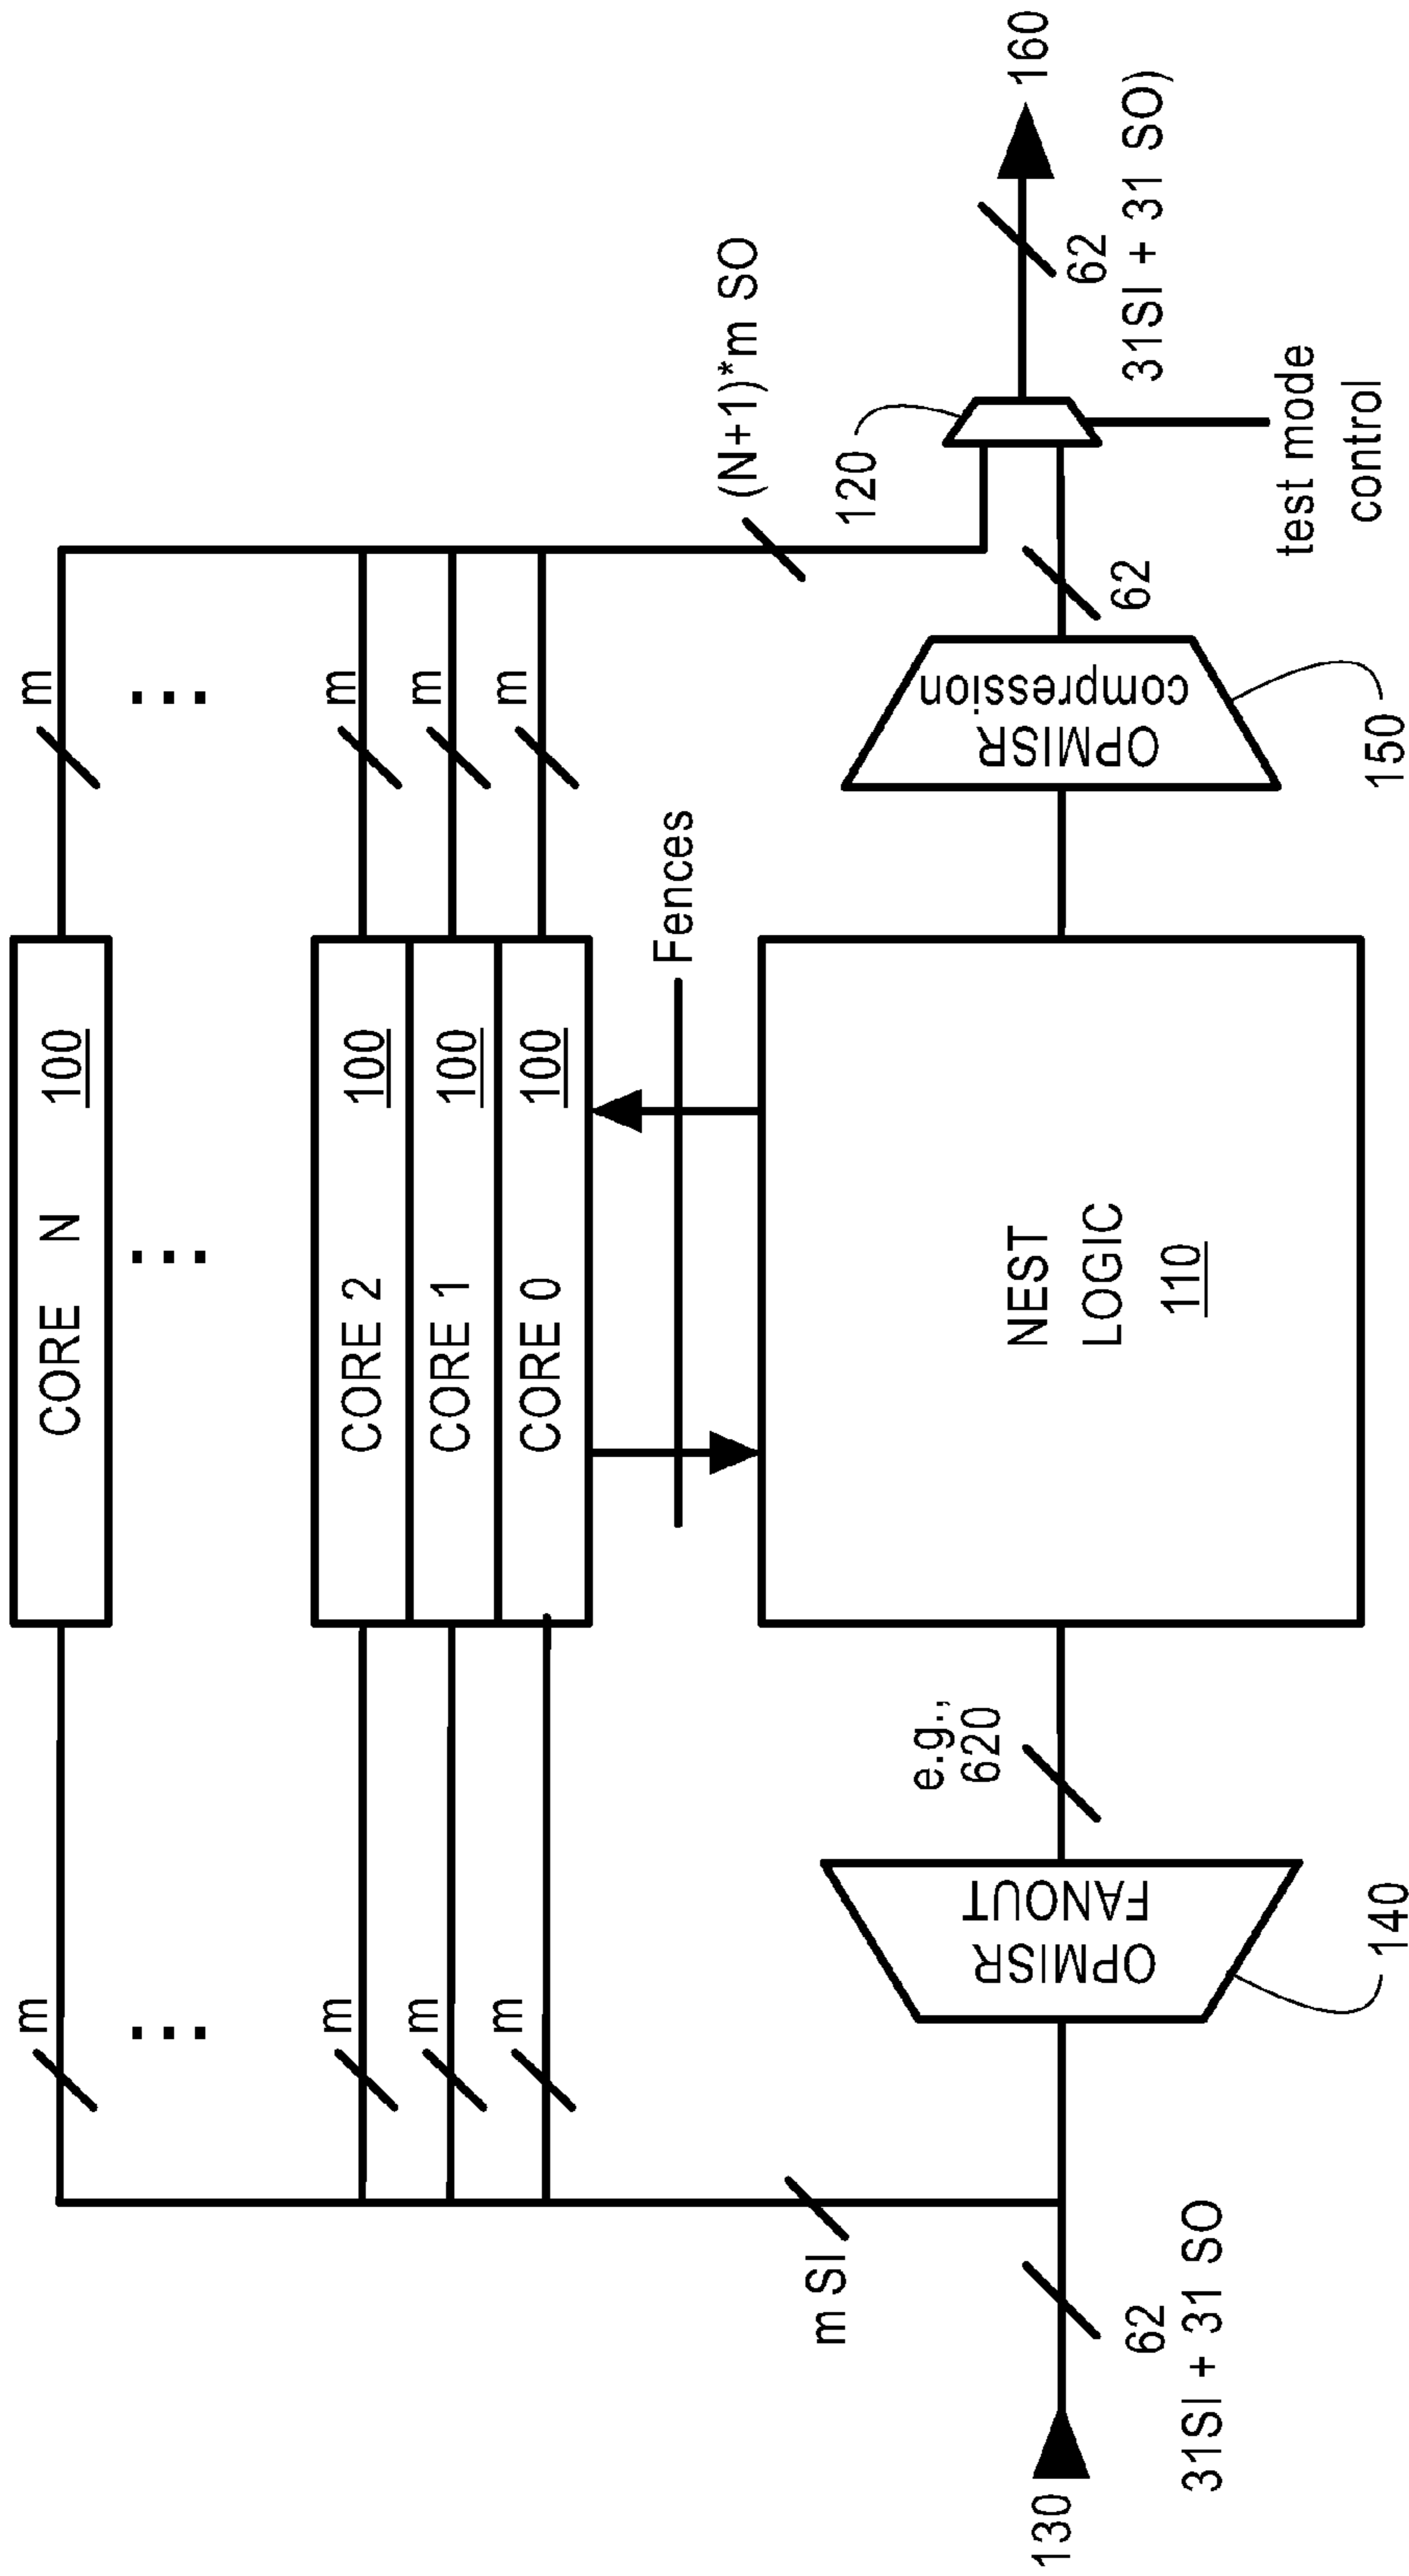 CORE N 100
m
m
...
...
...
CORE 2 100
m
m
CORE 1 100
m
m
CORE 0 100
m
m
Fences
(N+1)*m SO
m SI
120
NEST
LOGIC
110
e.g.,
620
OPMISR
FANOUT
140
OPMISR
compression
150
62
130
62
31SI + 31 SO
160
62
31SI + 31 SO)
test mode
control